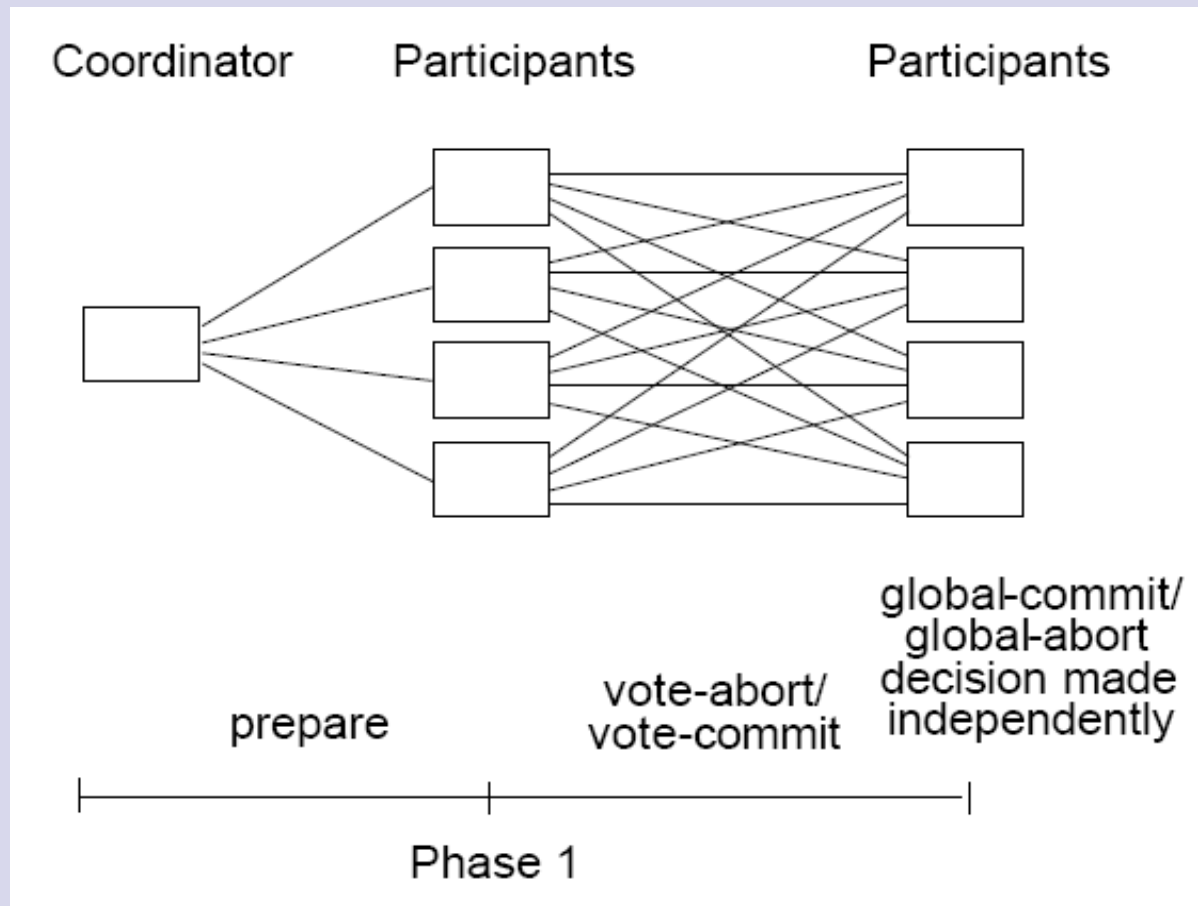 Coordinator
Participants
Participants
global-commit/
global-abort
decision made
independently
vote-abort/
vote-commit
prepare
Phase 1